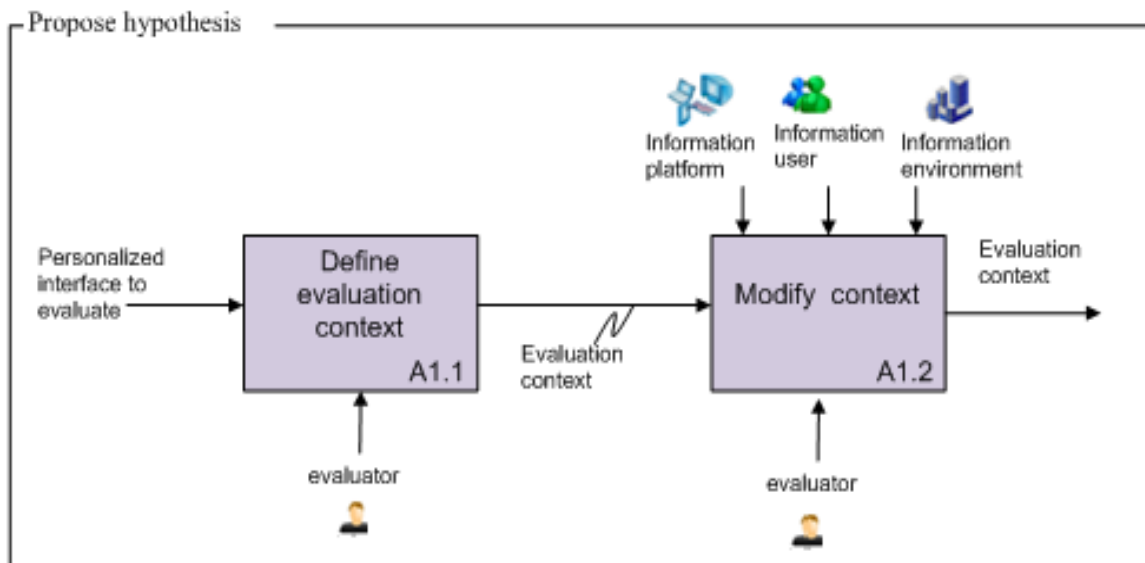 Propose hypothesis
Information
platform
Information
user
Information
environment
Personalized
interface to
evaluate
Define
evaluation
context
A1.1
Evaluation
context
Modify context
A1.2
Evaluation
context
evaluator
evaluator